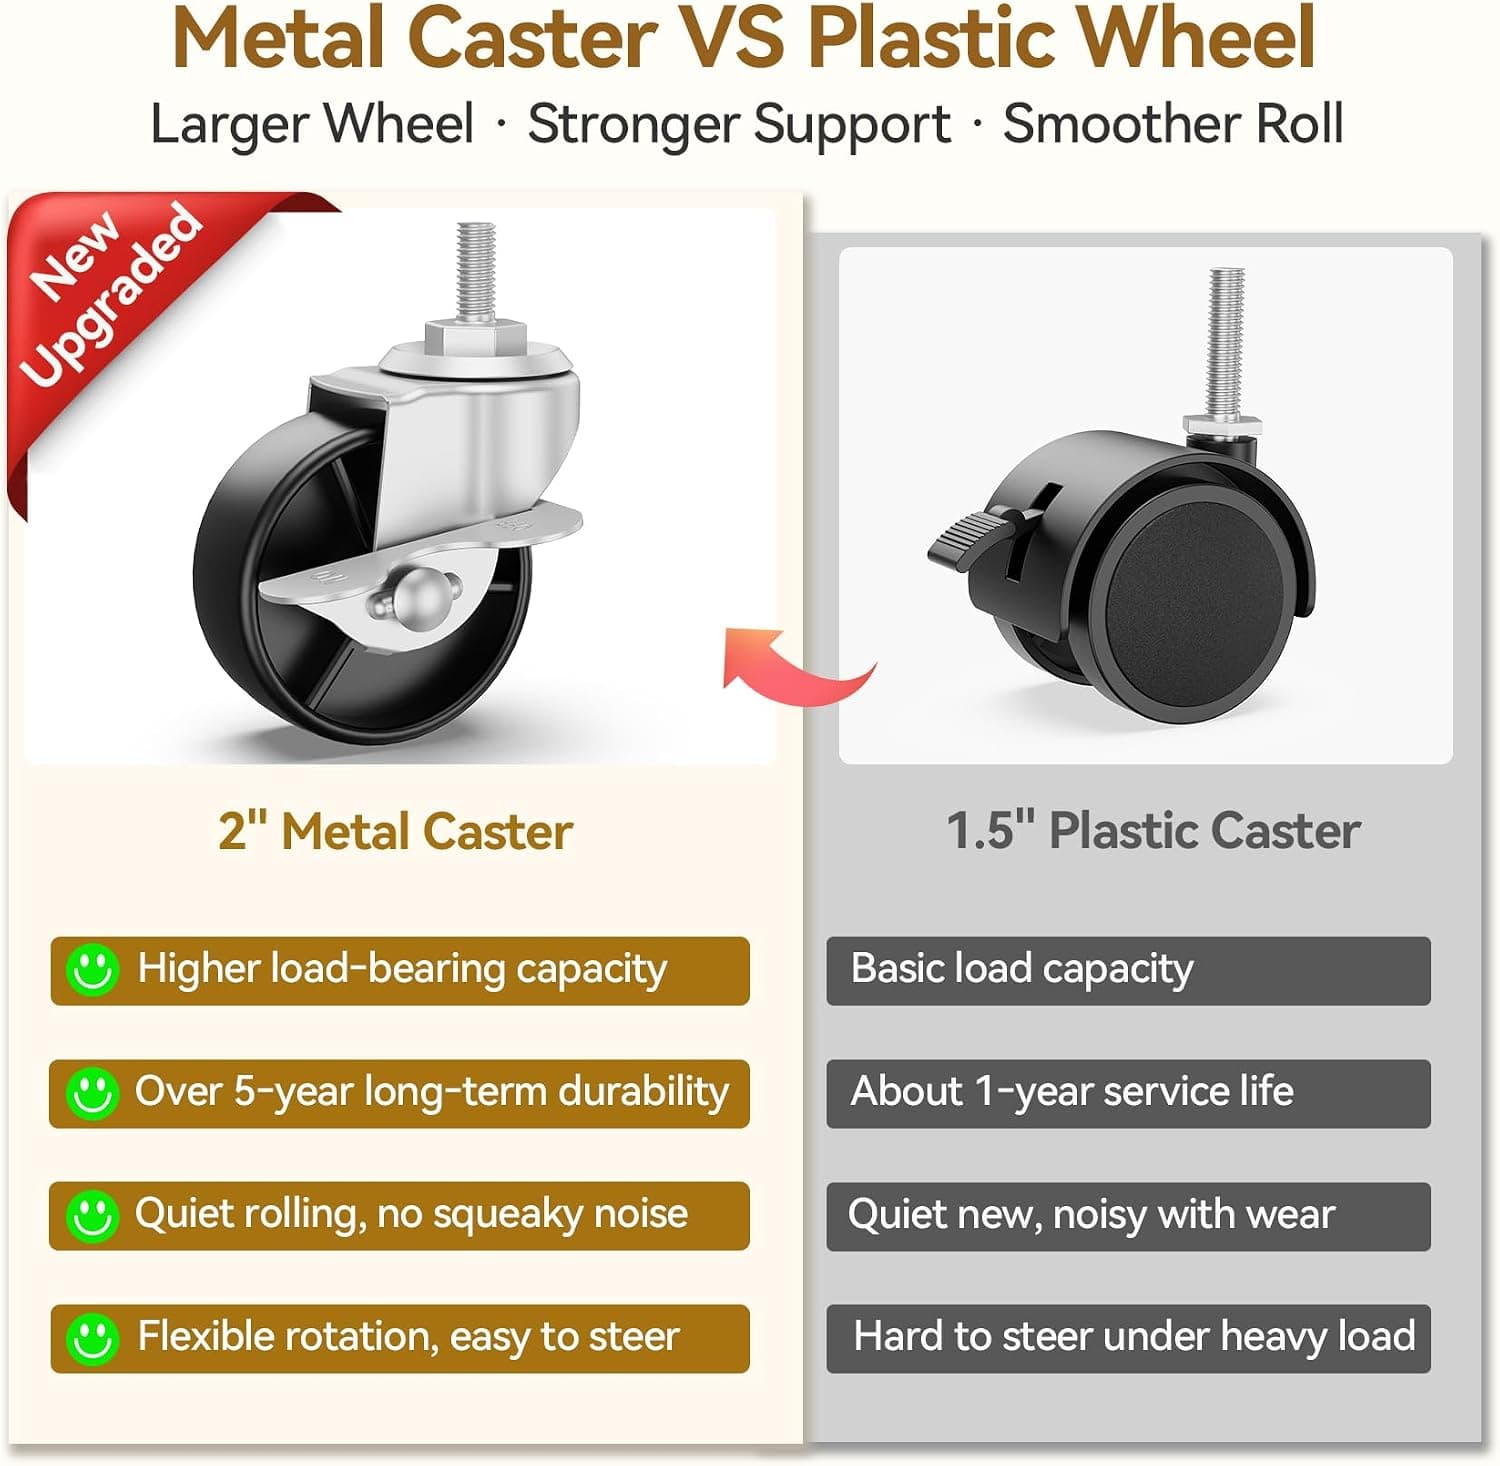 Metal Caster VS Plastic Wheel
Larger Wheel · Stronger Support · Smoother Roll
New
Upgraded
2" Metal Caster
Higher load-bearing capacity
Over 5-year long-term durability
Quiet rolling, no squeaky noise
Flexible rotation, easy to steer
1.5" Plastic Caster
Basic load capacity
About 1-year service life
Quiet new, noisy with wear
Hard to steer under heavy load